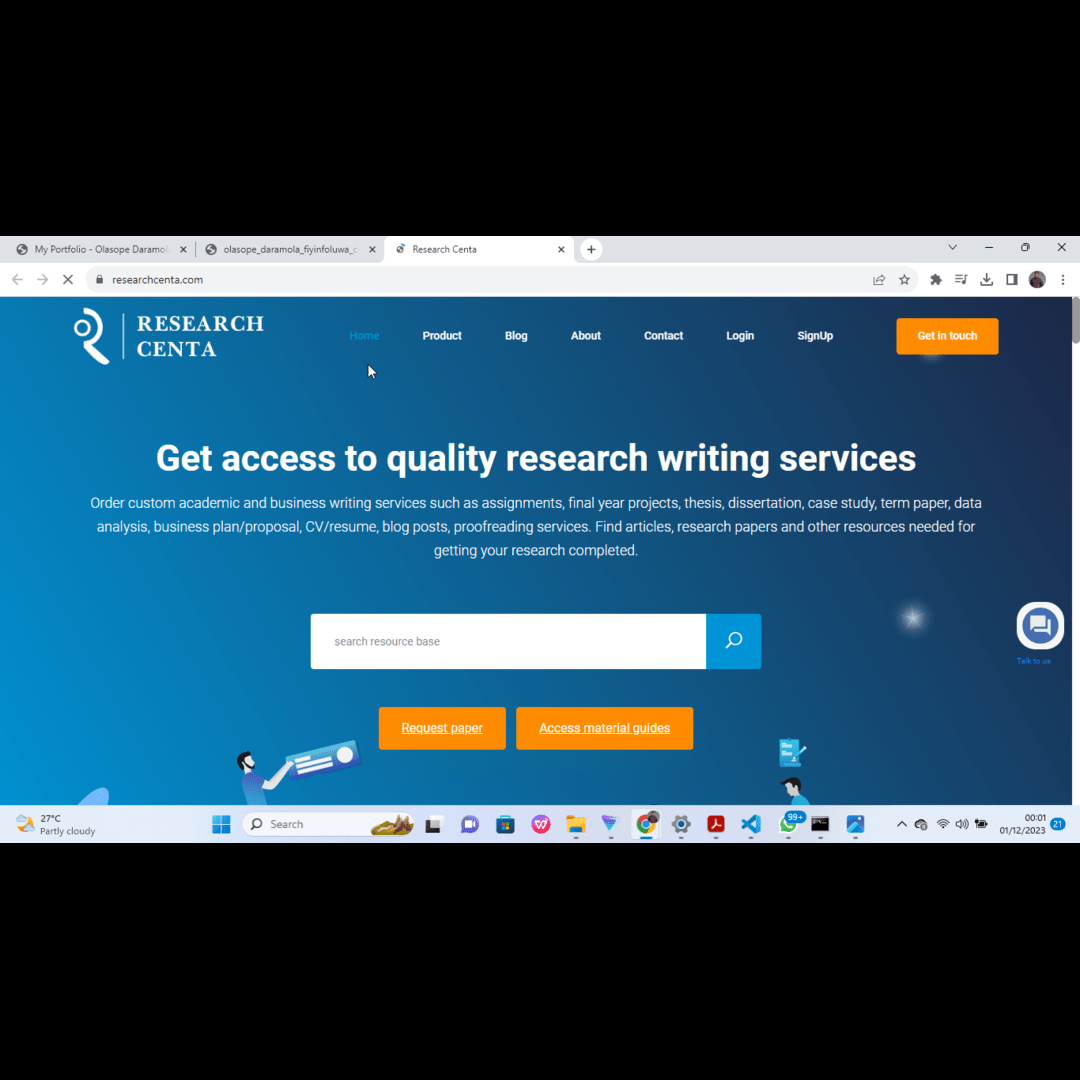 My Portfolio - Olasope Daramol
olasope_daramola_fiyinfoluwa_c
Research Centa
researchcenta.com
RESEARCH
CENTA
Home
Product
Blog
About
Contact
Login
SignUp
Get in touch
Get access to quality research writing services
Order custom academic and business writing services such as assignments, final year projects, thesis, dissertation, case study, term paper, data
analysis, business plan/proposal, CV/resume, blog posts, proofreading services. Find articles, research papers and other resources needed for
getting your research completed.
search resource base
Talk to us
Request paper
Access material guides
27°C
Partly cloudy
Search
99+
00:01
01/12/2023
21